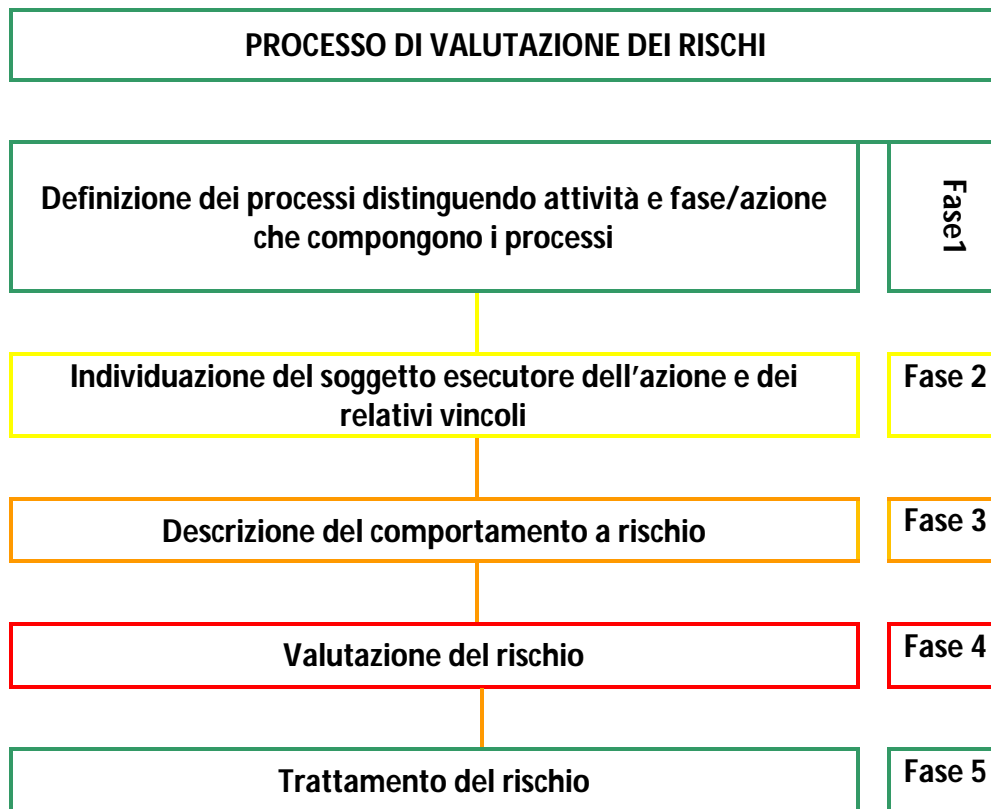 PROCESSO DI VALUTAZIONE DEI RISCHI
Definizione dei processi distinguendo attività e fase/azione
che compongono i processi
Fase1
Individuazione del soggetto esecutore dell’azione e dei
relativi vincoli
Fase 2
Descrizione del comportamento a rischio
Fase 3
Valutazione del rischio
Fase 4
Trattamento del rischio
Fase 5